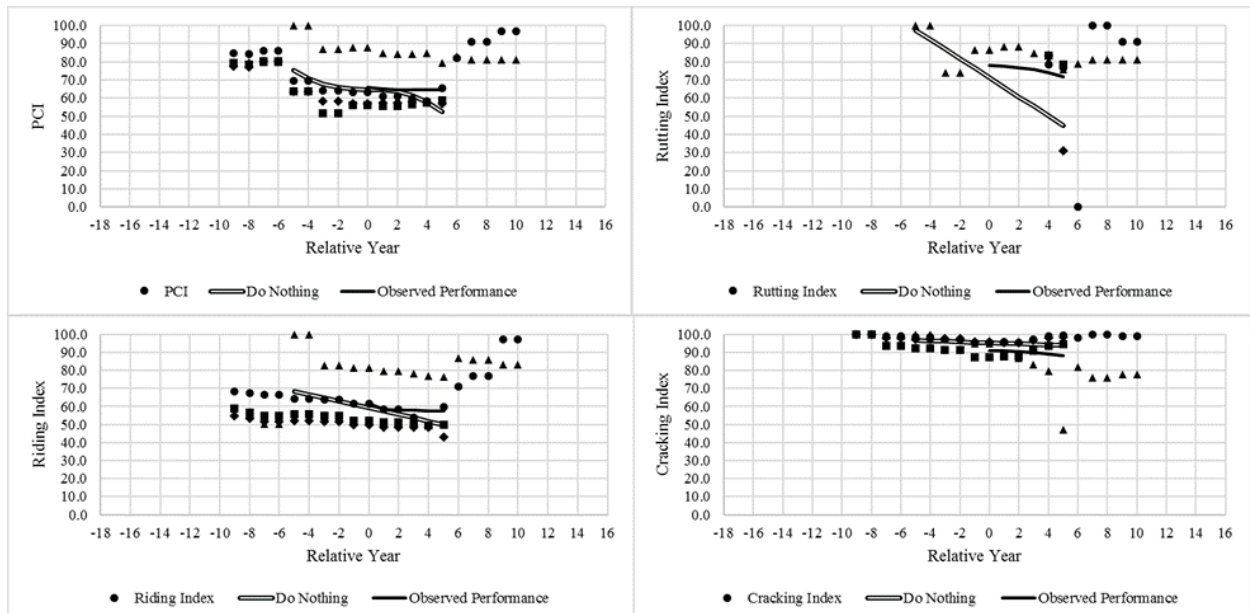 100.0
90.0
80.0
70.0
60.0
50.0
40.0
30.0
20.0
10.0
0.0
PCI
-18 -16 -14 -12 -10 -8 -6 -4 -2 0 2 4 6 8 10 12 14 16
Relative Year
PCI Do Nothing Observed Performance
100.0
90.0
80.0
70.0
60.0
50.0
40.0
30.0
20.0
10.0
0.0
Rutting Index
-18 -16 -14 -12 -10 -8 -6 -4 -2 0 2 4 6 8 10 12 14 16
Relative Year
Rutting Index Do Nothing Observed Performance
100.0
90.0
80.0
70.0
60.0
50.0
40.0
30.0
20.0
10.0
0.0
Riding Index
-18 -16 -14 -12 -10 -8 -6 -4 -2 0 2 4 6 8 10 12 14 16
Relative Year
Riding Index Do Nothing Observed Performance
100.0
90.0
80.0
70.0
60.0
50.0
40.0
30.0
20.0
10.0
0.0
Cracking Index
-18 -16 -14 -12 -10 -8 -6 -4 -2 0 2 4 6 8 10 12 14 16
Relative Year
Cracking Index Do Nothing Observed Performance